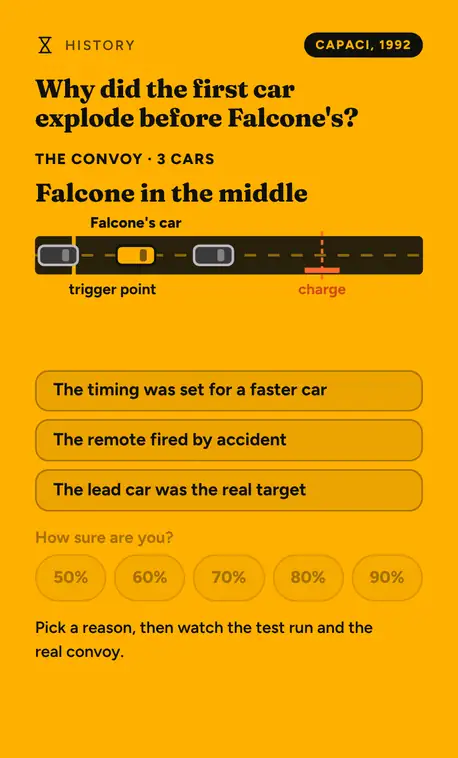 HISTORY
CAPACI, 1992
Why did the first car
explode before Falcone's?
THE CONVOY · 3 CARS
Falcone in the middle
Falcone's car
trigger point
charge
The timing was set for a faster car
The remote fired by accident
The lead car was the real target
How sure are you?
50%
60%
70%
80%
90%
Pick a reason, then watch the test run and the
real convoy.